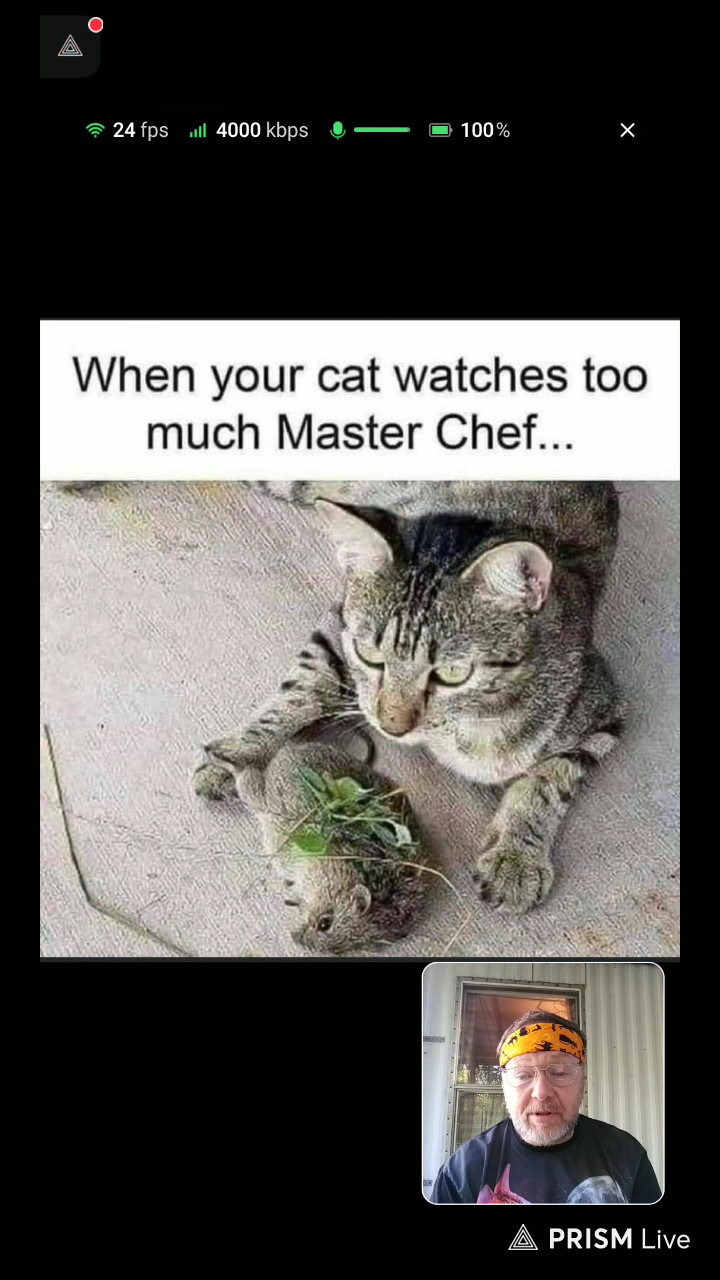 24 fps 4000 kbps 100%
When your cat watches too
much Master Chef...
PRISM Live